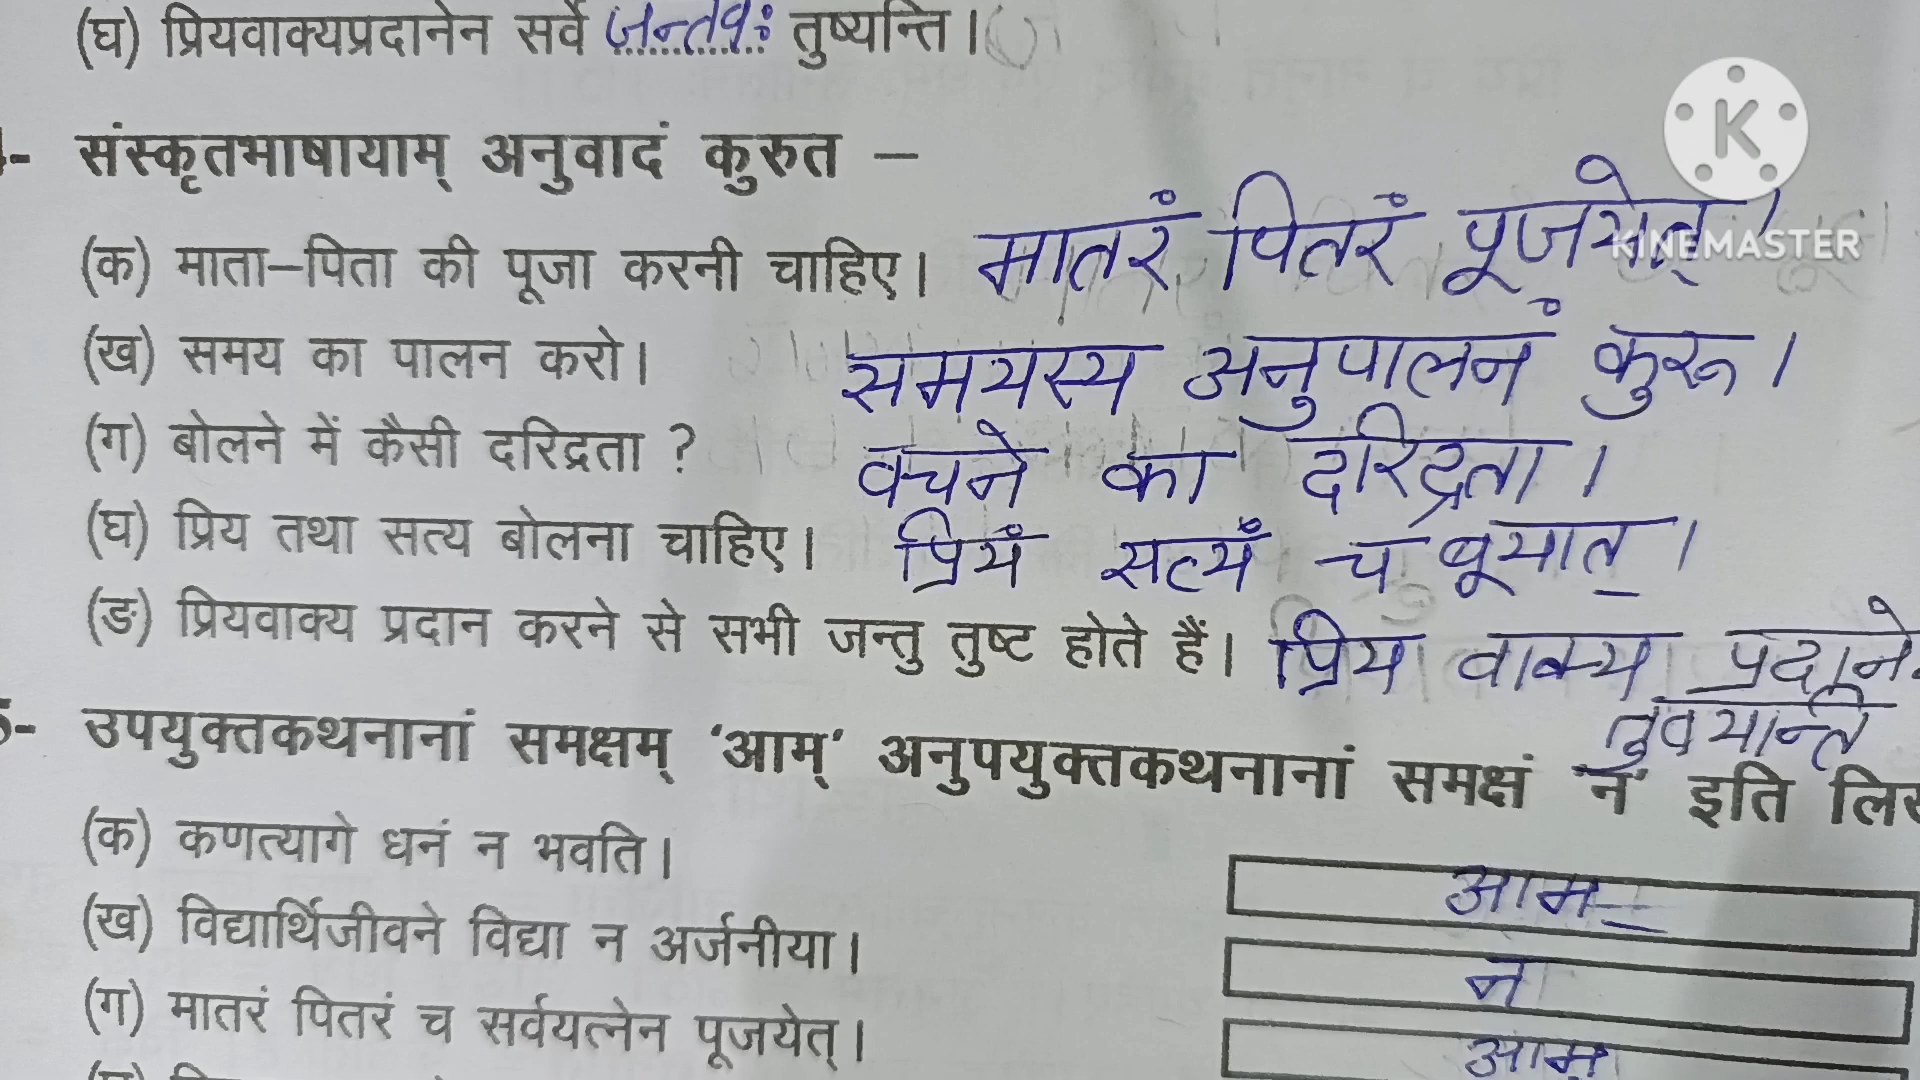 (घ) प्रियवाक्यप्रदानेन सर्वे जन्तवः तुष्यन्ति।
- संस्कृतभाषायाम् अनुवादं कुरुत –
(क) माता–पिता की पूजा करनी चाहिए। मातरं पितरं पूजयेत्।
KINEMASTER
(ख) समय का पालन करो। समयस्य अनुपालनं कुरू।
(ग) बोलने में कैसी दरिद्रता ? वचने का दरिद्रता।
(घ) प्रिय तथा सत्य बोलना चाहिए। प्रियं सत्यं च ब्रूयात्।
(ङ) प्रियवाक्य प्रदान करने से सभी जन्तु तुष्ट होते हैं। प्रिय वाक्य प्रदाने
तुष्यान्ति
- उपयुक्तकथनानां समक्षम् 'आम्' अनुपयुक्तकथनानां समक्षं 'न' इति
(क) कणत्यागे धनं न भवति। आम्
(ख) विद्यार्थिजीवने विद्या न अर्जनीया। न
(ग) मातरं पितरं च सर्वयत्नेन पूजयेत्। आम्